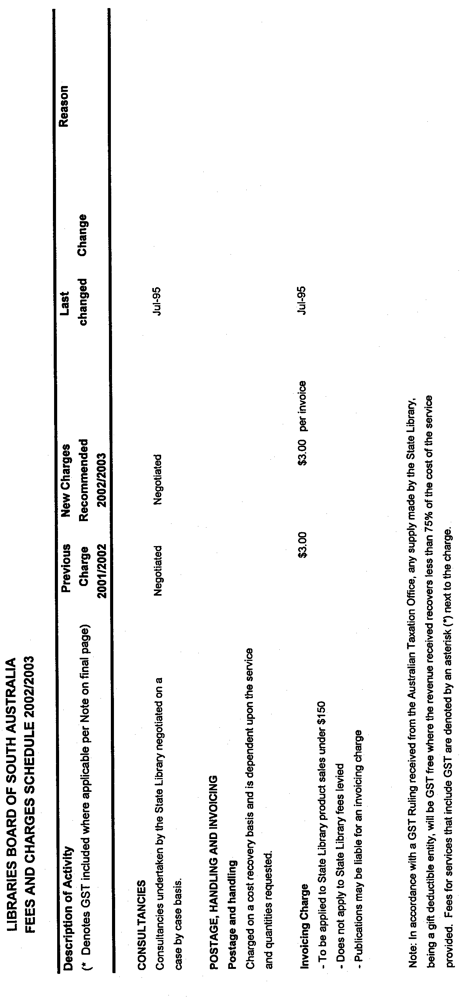 LIBRARIES BOARD OF SOUTH AUSTRALIA
FEES AND CHARGES SCHEDULE 2002/2003
Description of Activity Previous New Charges Last Reason
(* Denotes GST included where applicable per Note on final page) Charge Recommended changed Change
2001/2002 2002/2003
CONSULTANCIES
Consultancies undertaken by the State Library negotiated on a Negotiated Negotiated Jul-95
case by case basis.
POSTAGE, HANDLING AND INVOICING
Postage and handling
Charged on a cost recovery basis and is dependent upon the service
and quantities requested.
Invoicing Charge $3.00 $3.00 per invoice Jul-95
- To be applied to State Library product sales under $150
- Does not apply to State Library fees levied
- Publications may be liable for an invoicing charge
Note: In accordance with a GST Ruling received from the Australian Taxation Office, any supply made by the State Library,
being a gift deductible entity, will be GST free where the revenue received recovers less than 75% of the cost of the service
provided. Fees for services that include GST are denoted by an asterisk (*) next to the charge.